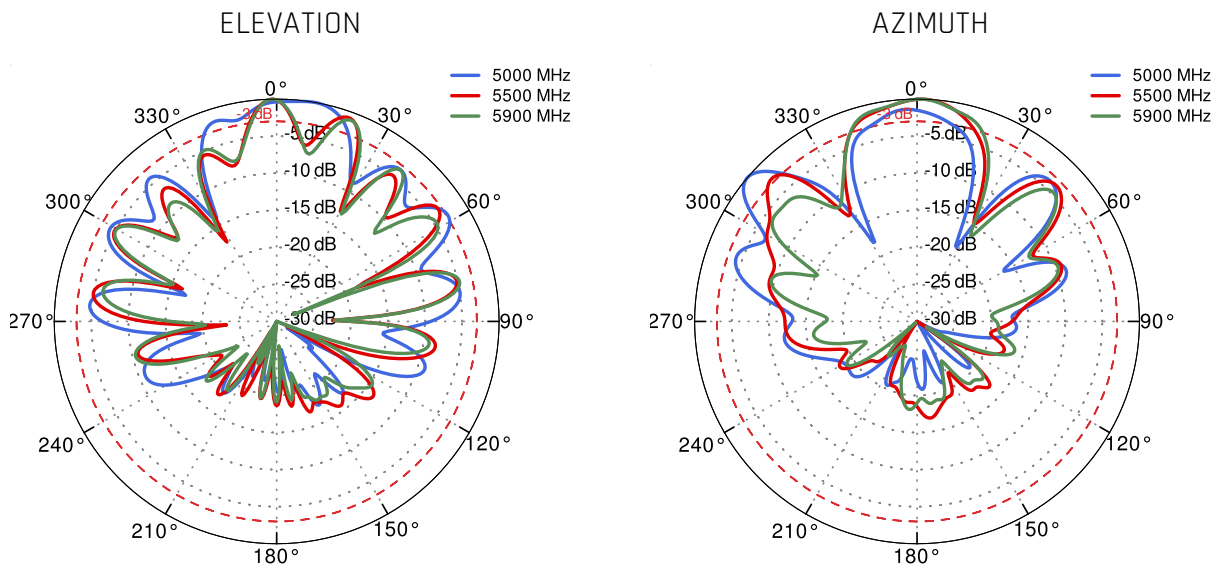 ELEVATION
5000 MHz
5500 MHz
5900 MHz
0°
30°
60°
90°
120°
150°
180°
210°
240°
270°
300°
330°
-3 dB
-5 dB
-10 dB
-15 dB
-20 dB
-25 dB
-30 dB
AZIMUTH
5000 MHz
5500 MHz
5900 MHz
0°
30°
60°
90°
120°
150°
180°
210°
240°
270°
300°
330°
-3 dB
-5 dB
-10 dB
-15 dB
-20 dB
-25 dB
-30 dB